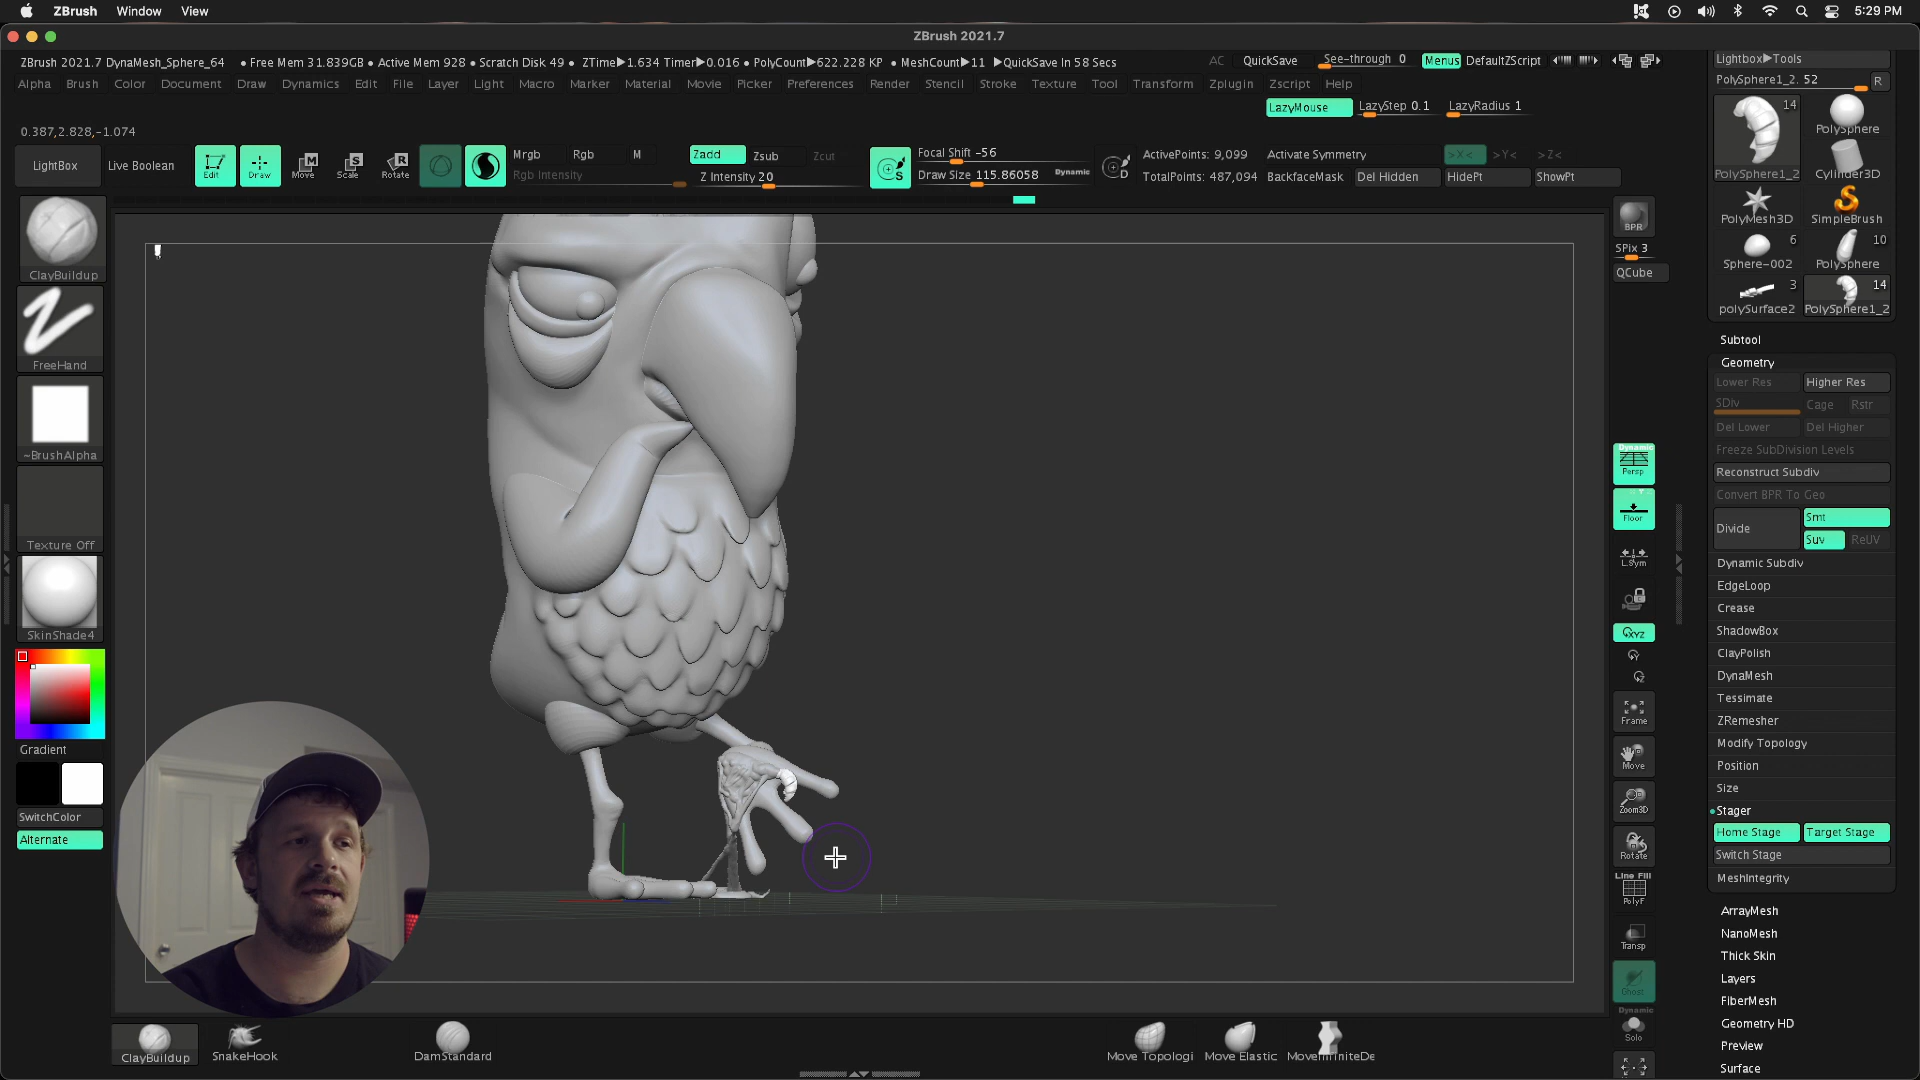 ZBrush Window View 5:29 PM
ZBrush 2021.7
ZBrush 2021.7 DynaMesh_Sphere_64 • Free Mem 31.839GB • Active Mem 928 • Scratch Disk 49 • ZTime▶1.634 Timer▶0.016 • PolyCount▶622.228 KP • MeshCount▶11 ▶QuickSave In 58 Secs AC QuickSave See-through 0 Menus DefaultZScript
Alpha Brush Color Document Draw Dynamics Edit File Layer Light Macro Marker Material Movie Picker Preferences Render Stencil Stroke Texture Tool Transform Zplugin Zscript Help
LazyMouse LazyStep 0.1 LazyRadius 1
0.387,2.828,-1.074
LightBox Live Boolean Edit Draw Move Scale Rotate
Mrgb Rgb M
Rgb Intensity
Zadd Zsub Zcut
Z Intensity 20
Focal Shift -56
Draw Size 115.86058 Dynamic
ActivePoints: 9,099 Activate Symmetry >X< >Y< >Z<
TotalPoints: 487,094 BackfaceMask Del Hidden HidePt ShowPt
ClayBuildup
FreeHand
~BrushAlpha
Texture Off
SkinShade4
Gradient
SwitchColor
Alternate
ClayBuildup SnakeHook DamStandard Move Topologi Move Elastic MoveInfiniteDe
BPR
SPix 3
QCube
Dynamic
Persp
Floor
L.Sym
XYZ
Frame
Move
Zoom3D
Rotate
Line Fill
PolyF
Transp
Ghost
Dynamic
Solo
Lightbox▶Tools
PolySphere1_2. 52 R
14
PolySphere1_2
PolySphere
Cylinder3D
PolyMesh3D SimpleBrush
6 10
Sphere-002 PolySphere
3 14
polySurface2 PolySphere1_2
Subtool
Geometry
Lower Res Higher Res
SDiv Cage Rstr
Del Lower Del Higher
Freeze SubDivision Levels
Reconstruct Subdiv
Convert BPR To Geo
Divide Smt
Suv ReUV
Dynamic Subdiv
EdgeLoop
Crease
ShadowBox
ClayPolish
DynaMesh
Tessimate
ZRemesher
Modify Topology
Position
Size
Stager
Home Stage Target Stage
Switch Stage
MeshIntegrity
ArrayMesh
NanoMesh
Thick Skin
Layers
FiberMesh
Geometry HD
Preview
Surface